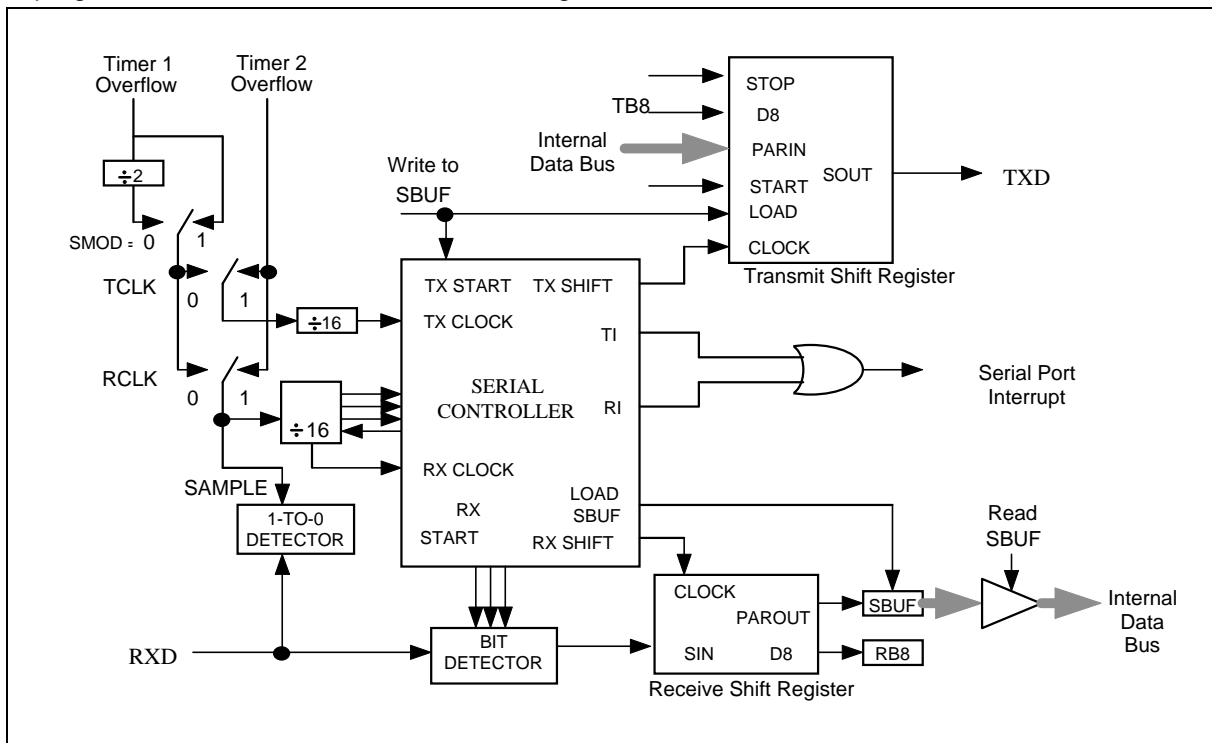 Timer 1
Overflow
Timer 2
Overflow
÷2
SMOD = 0 1
TCLK
0 1
RCLK
0 1
÷16
÷16
SAMPLE
1-TO-0
DETECTOR
RXD
Write to
SBUF
TX START TX SHIFT
TX CLOCK
TI
SERIAL
CONTROLLER
RI
RX CLOCK
LOAD
SBUF
RX
START
RX SHIFT
BIT
DETECTOR
TB8
Internal
Data Bus
STOP
D8
PARIN
START
LOAD
CLOCK
SOUT
TXD
Transmit Shift Register
Serial Port
Interrupt
CLOCK
PAROUT
SIN D8
Receive Shift Register
SBUF
RB8
Read
SBUF
Internal
Data
Bus